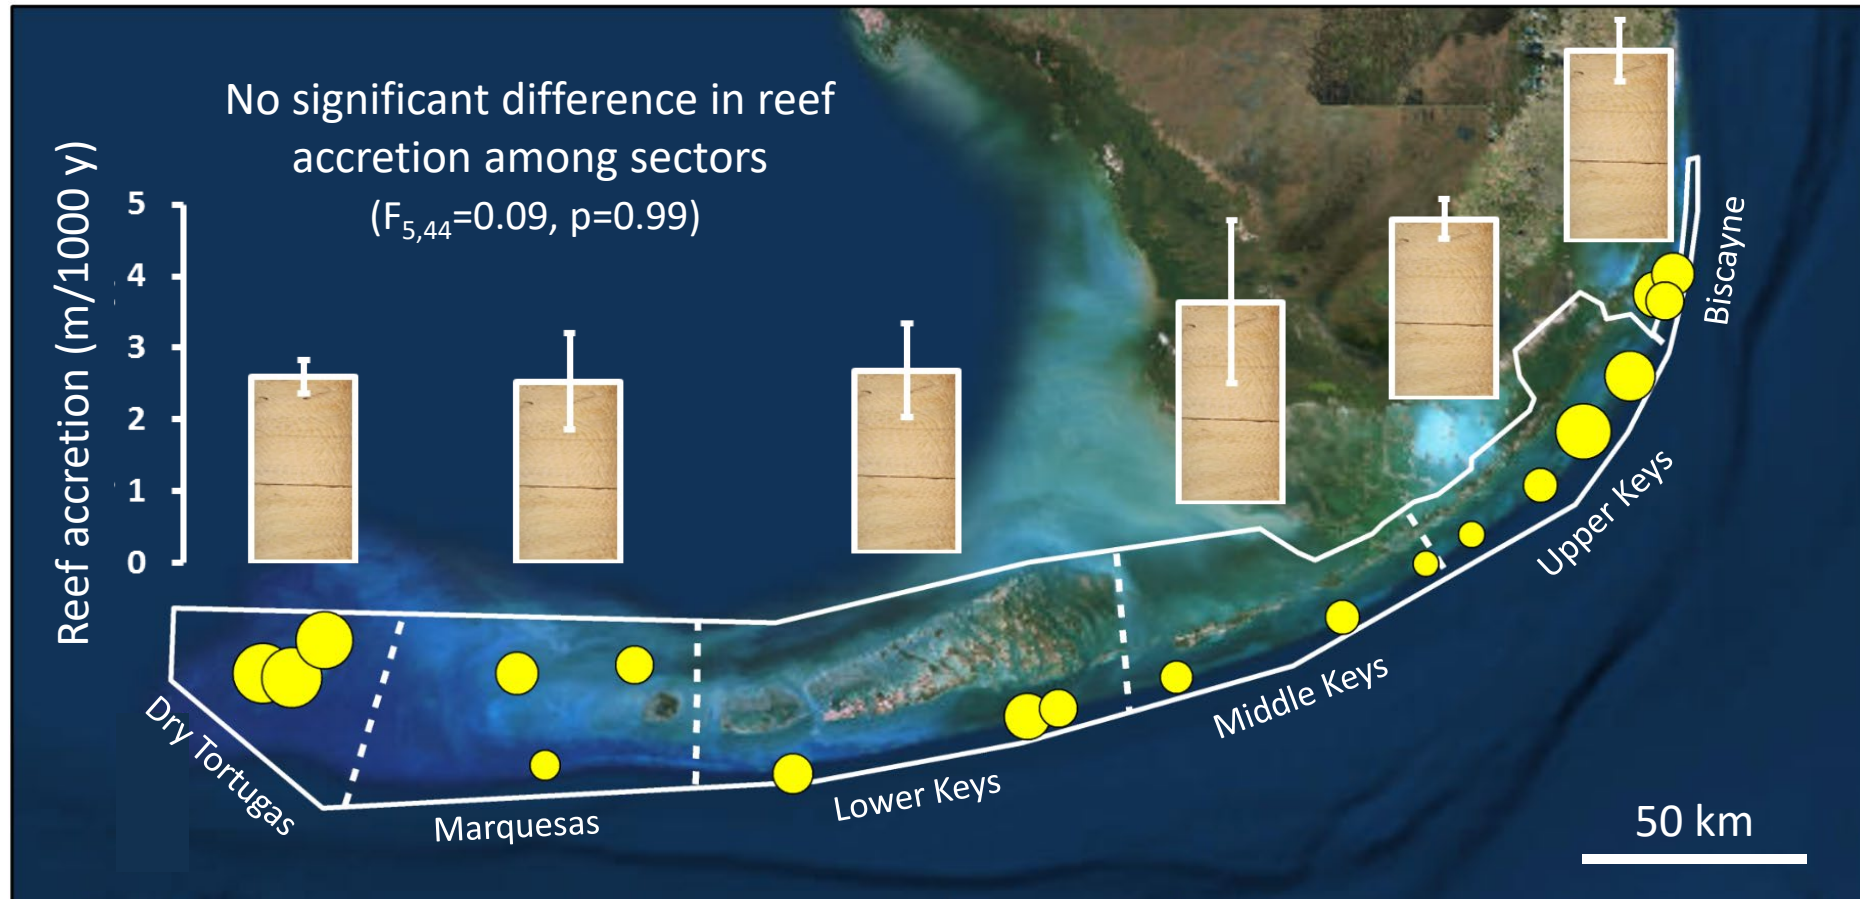 No significant difference in reef
accretion among sectors
(F5,44=0.09, p=0.99)
Reef accretion (m/1000 y)
5
4
3
2
1
0
Dry Tortugas
Marquesas
Lower Keys
Middle Keys
Upper Keys
Biscayne
50 km